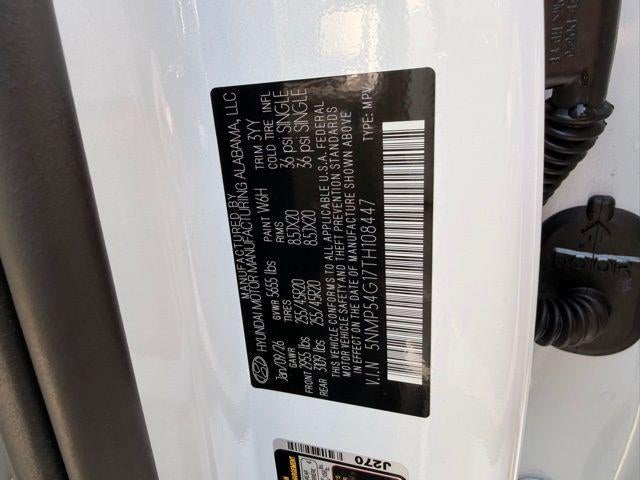 MANUFACTURED BY
HYUNDAI MOTOR MANUFACTURING ALABAMA, LLC
Jan/09/26 GVWR 5655 lbs PAINT W6H TRIM 3YY
GAWR TIRES RIMS COLD TIRE INFL
FRONT 2955 lbs 255/45R20 8.5JX20 36 psi SINGLE
REAR 3109 lbs 255/45R20 8.5JX20 36 psi SINGLE
THIS VEHICLE CONFORMS TO ALL APPLICABLE U.S.A. FEDERAL
MOTOR VEHICLE SAFETY AND THEFT PREVENTION STANDARDS
IN EFFECT ON THE DATE OF MANUFACTURE SHOWN ABOVE
V.I.N 5NMP54G17TH108447 TYPE: MPV
J270